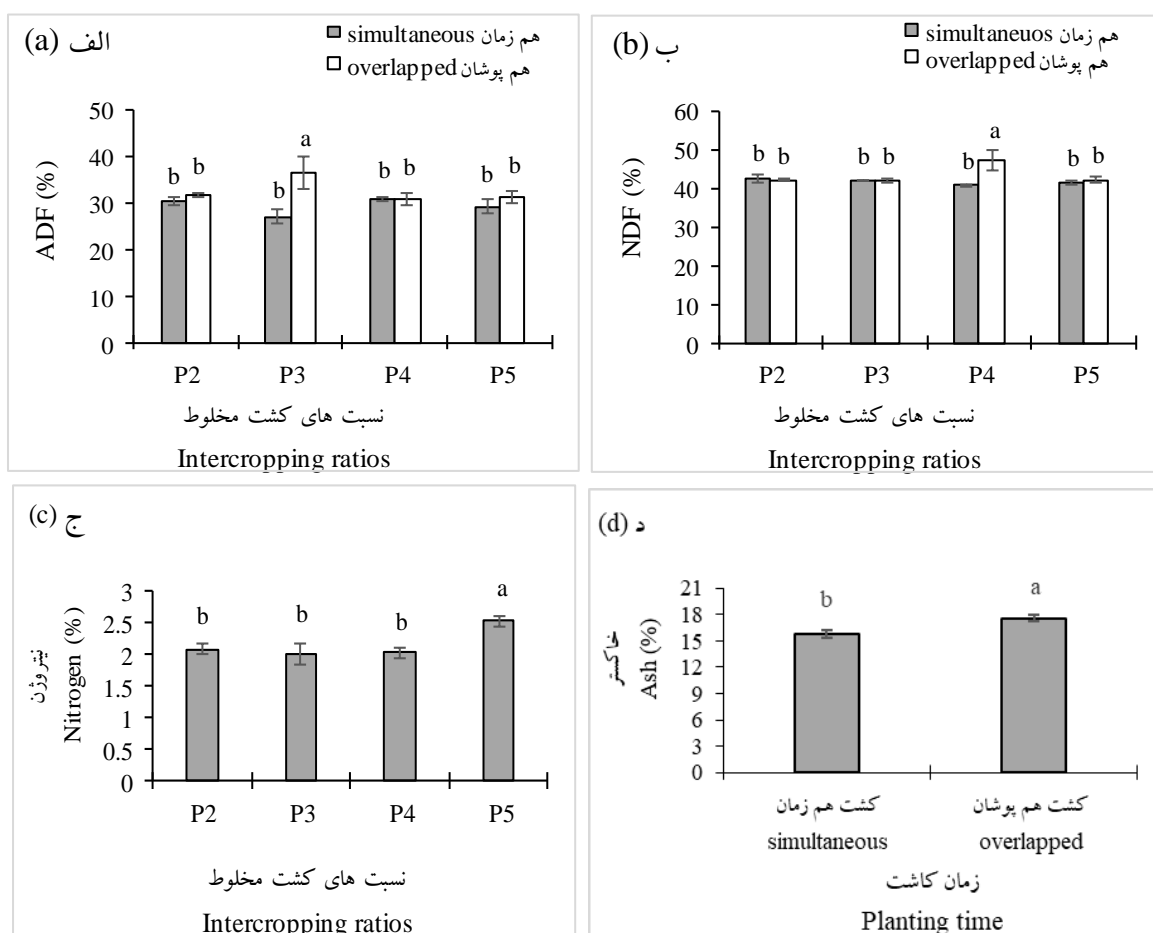 (a) الف
هم زمان simultaneous
هم پوشان overlapped
50
40
30
20
10
0
ADF (%)
b b b a b b b b
P2 P3 P4 P5
نسبت های کشت مخلوط
Intercropping ratios
(b) ب
هم زمان simultaneuos
هم پوشان overlapped
60
50
40
30
20
10
0
NDF (%)
b b b b b a b b
P2 P3 P4 P5
نسبت های کشت مخلوط
Intercropping ratios
(c) ج
3
2.5
2
1.5
1
0.5
0
نیتروژن
Nitrogen (%)
b b b a
P2 P3 P4 P5
نسبت های کشت مخلوط
Intercropping ratios
(d) د
21
18
15
12
9
6
3
0
خاکستر
Ash (%)
b a
کشت هم زمان کشت هم پوشان
simultaneous overlapped
زمان کاشت
Planting time